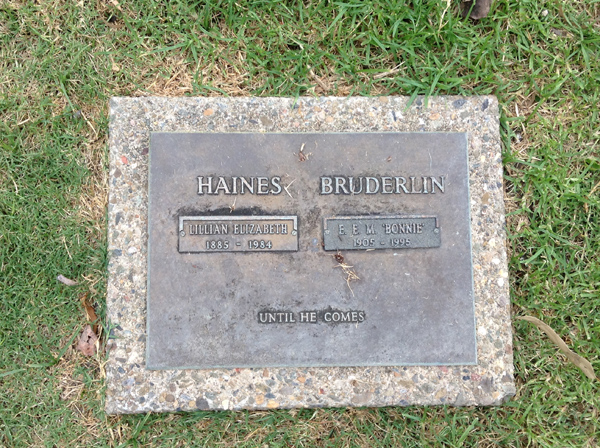 HAINES BRUDERLIN
LILLIAN ELIZABETH
1885 - 1984
E. E. M. 'BONNIE'
1905 - 1995
UNTIL HE COMES